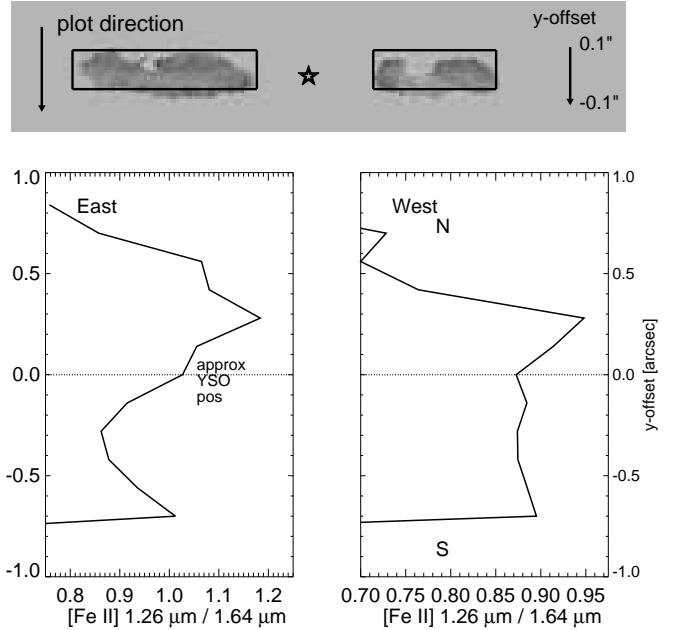 plot direction
y-offset
0.1"
-0.1"
1.0
0.5
0.0
-0.5
-1.0
East
approx
YSO
pos
0.8 0.9 1.0 1.1 1.2
[Fe II] 1.26 μm / 1.64 μm
West
N
S
0.70 0.75 0.80 0.85 0.90 0.95
[Fe II] 1.26 μm / 1.64 μm
1.0
0.5
0.0
-0.5
-1.0
y-offset [arcsec]